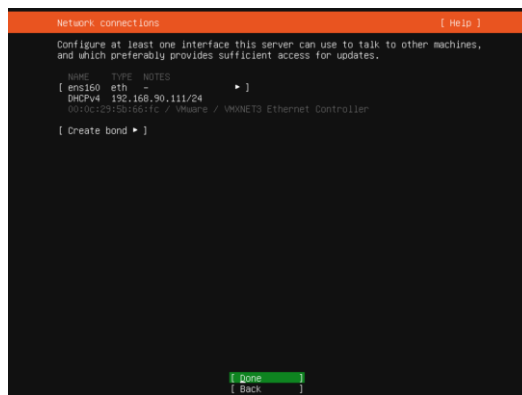 Network connections [ Help ]
Configure at least one interface this server can use to talk to other machines,
and which preferably provides sufficient access for updates.
NAME TYPE NOTES
[ ens160 eth - ▸ ]
DHCPv4 192.168.90.111/24
00:0c:29:5b:66:fc / VMware / VMXNET3 Ethernet Controller
[ Create bond ▸ ]
[ Done ]
[ Back ]